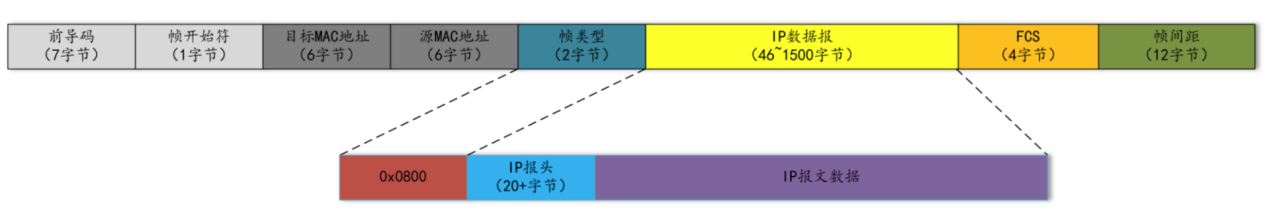 前导码
(7字节)
帧开始符
(1字节)
目标MAC地址
(6字节)
源MAC地址
(6字节)
帧类型
(2字节)
IP数据报
(46~1500字节)
FCS
(4字节)
帧间距
(12字节)
0x0800
IP报头
(20+字节)
IP报文数据